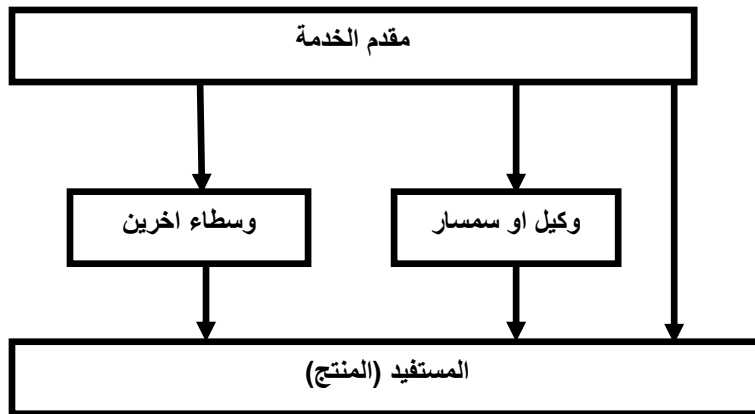 مقدم الخدمة
وكيل او سمسار
وسطاء اخرين
المستفيد (المنتج)